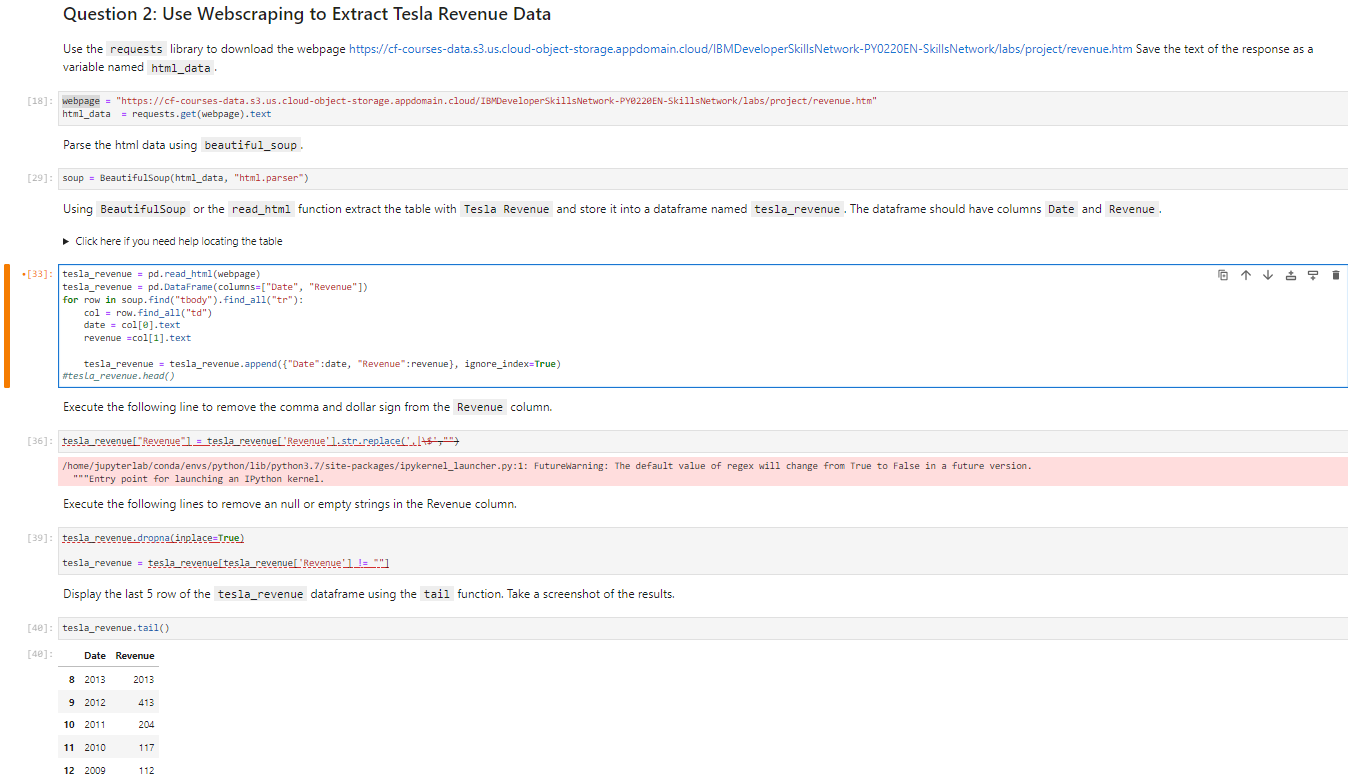 Question 2: Use Webscraping to Extract Tesla Revenue Data
Use the requests library to download the webpage https://cf-courses-data.s3.us.cloud-object-storage.appdomain.cloud/IBMDeveloperSkillsNetwork-PY0220EN-SkillsNetwork/labs/project/revenue.htm Save the text of the response as a
variable named html_data .
[18]: webpage = "https://cf-courses-data.s3.us.cloud-object-storage.appdomain.cloud/IBMDeveloperSkillsNetwork-PY0220EN-SkillsNetwork/labs/project/revenue.htm"
html_data  = requests.get(webpage).text
Parse the html data using beautiful_soup .
[29]: soup = BeautifulSoup(html_data, "html.parser")
Using BeautifulSoup or the read_html function extract the table with Tesla Revenue and store it into a dataframe named tesla_revenue . The dataframe should have columns Date and Revenue .
▶ Click here if you need help locating the table
•[33]: tesla_revenue = pd.read_html(webpage)
tesla_revenue = pd.DataFrame(columns=["Date", "Revenue"])
for row in soup.find("tbody").find_all("tr"):
    col = row.find_all("td")
    date = col[0].text
    revenue =col[1].text
    tesla_revenue = tesla_revenue.append({"Date":date, "Revenue":revenue}, ignore_index=True)
#tesla_revenue.head()
Execute the following line to remove the comma and dollar sign from the Revenue column.
[36]: tesla_revenue["Revenue"] = tesla_revenue['Revenue'].str.replace(',|\$',"")
/home/jupyterlab/conda/envs/python/lib/python3.7/site-packages/ipykernel_launcher.py:1: FutureWarning: The default value of regex will change from True to False in a future version.
  """Entry point for launching an IPython kernel.
Execute the following lines to remove an null or empty strings in the Revenue column.
[39]: tesla_revenue.dropna(inplace=True)
tesla_revenue = tesla_revenue[tesla_revenue['Revenue'] != ""]
Display the last 5 row of the tesla_revenue dataframe using the tail function. Take a screenshot of the results.
[40]: tesla_revenue.tail()
[40]: Date Revenue
8 2013 2013
9 2012 413
10 2011 204
11 2010 117
12 2009 112